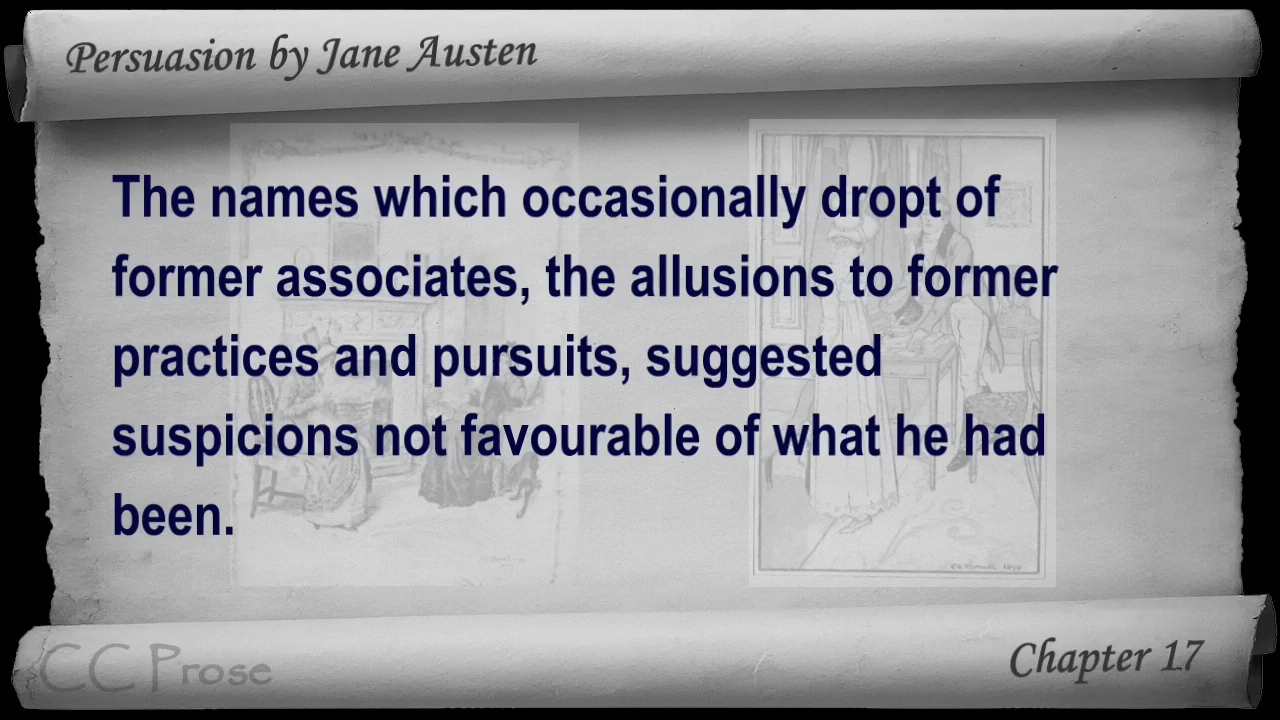 Persuasion by Jane Austen
The names which occasionally dropt of
former associates, the allusions to former
practices and pursuits, suggested
suspicions not favourable of what he had
been.
CC Prose
Chapter 17